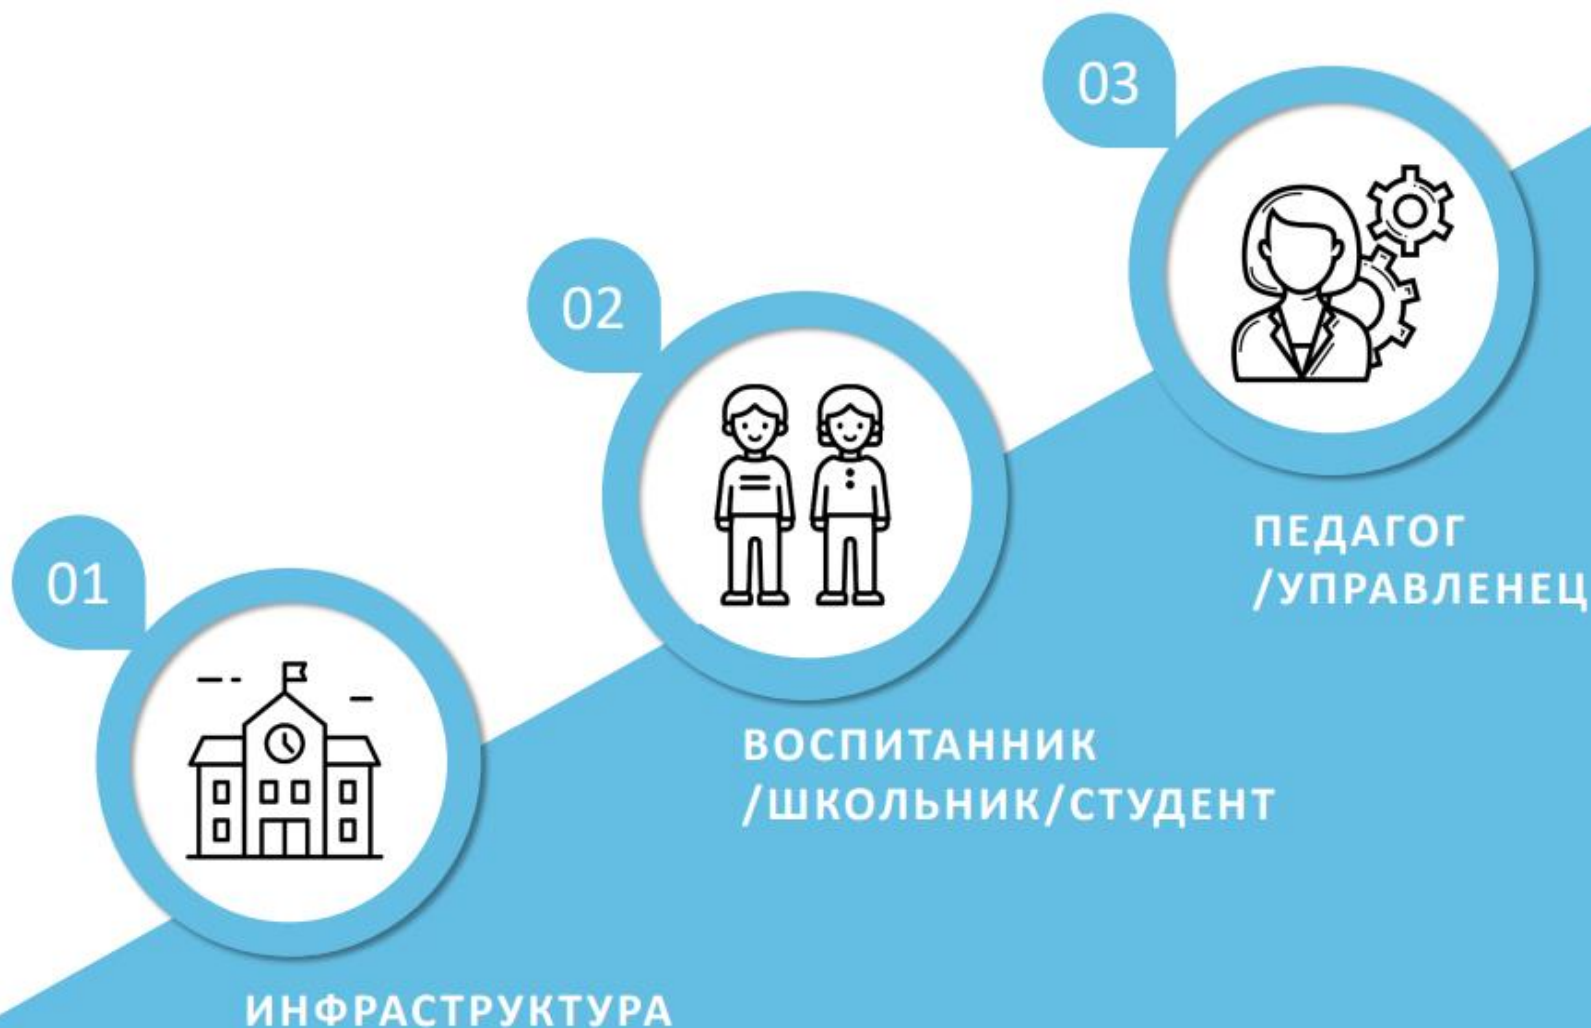 01
ИНФРАСТРУКТУРА
02
ВОСПИТАННИК
/ШКОЛЬНИК/СТУДЕНТ
03
ПЕДАГОГ
/УПРАВЛЕНЕЦ